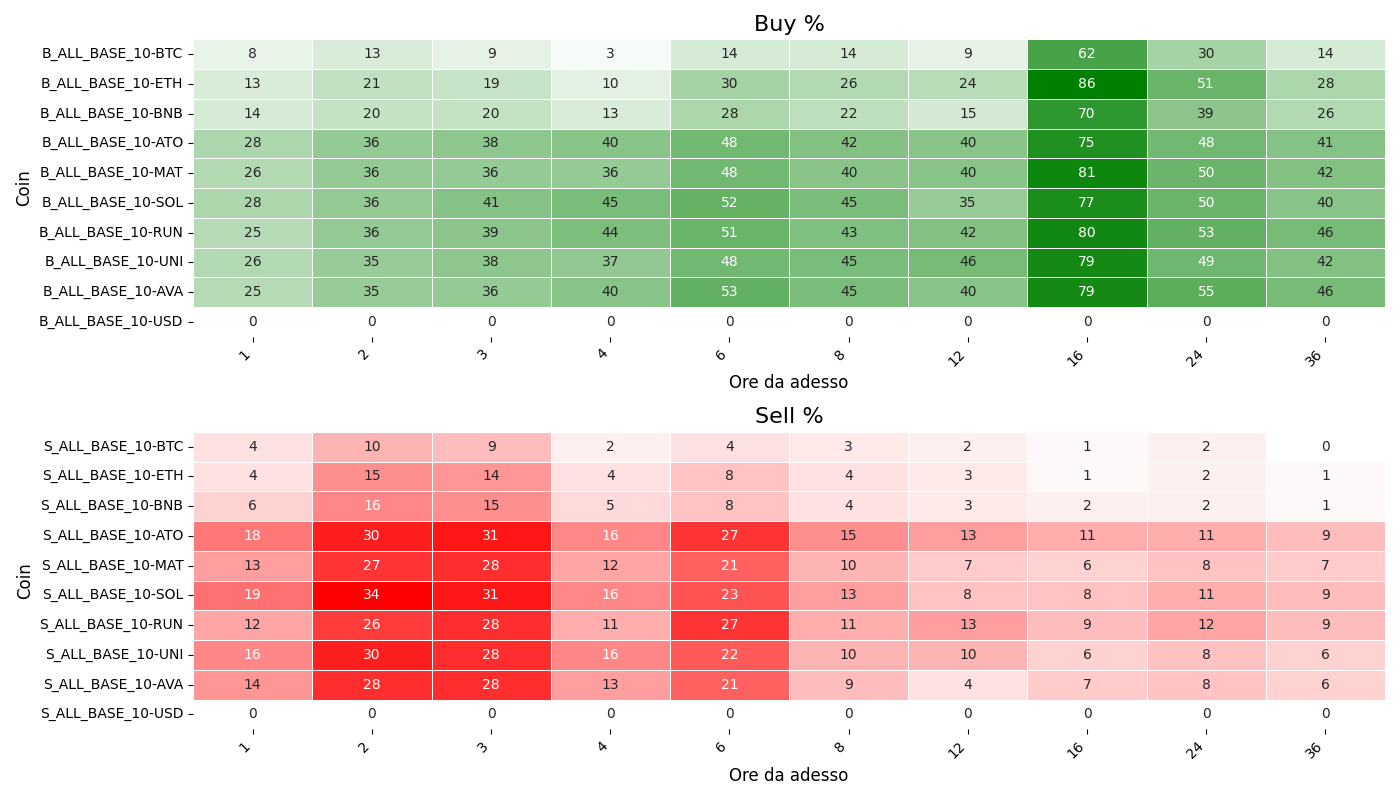 Buy %
Coin
B_ALL_BASE_10-BTC 8 13 9 3 14 14 9 62 30 14
B_ALL_BASE_10-ETH 13 21 19 10 30 26 24 86 51 28
B_ALL_BASE_10-BNB 14 20 20 13 28 22 15 70 39 26
B_ALL_BASE_10-ATO 28 36 38 40 48 42 40 75 48 41
B_ALL_BASE_10-MAT 26 36 36 36 48 40 40 81 50 42
B_ALL_BASE_10-SOL 28 36 41 45 52 45 35 77 50 40
B_ALL_BASE_10-RUN 25 36 39 44 51 43 42 80 53 46
B_ALL_BASE_10-UNI 26 35 38 37 48 45 46 79 49 42
B_ALL_BASE_10-AVA 25 35 36 40 53 45 40 79 55 46
B_ALL_BASE_10-USD 0 0 0 0 0 0 0 0 0 0
1 2 3 4 6 8 12 16 24 36
Ore da adesso
Sell %
Coin
S_ALL_BASE_10-BTC 4 10 9 2 4 3 2 1 2 0
S_ALL_BASE_10-ETH 4 15 14 4 8 4 3 1 2 1
S_ALL_BASE_10-BNB 6 16 15 5 8 4 3 2 2 1
S_ALL_BASE_10-ATO 18 30 31 16 27 15 13 11 11 9
S_ALL_BASE_10-MAT 13 27 28 12 21 10 7 6 8 7
S_ALL_BASE_10-SOL 19 34 31 16 23 13 8 8 11 9
S_ALL_BASE_10-RUN 12 26 28 11 27 11 13 9 12 9
S_ALL_BASE_10-UNI 16 30 28 16 22 10 10 6 8 6
S_ALL_BASE_10-AVA 14 28 28 13 21 9 4 7 8 6
S_ALL_BASE_10-USD 0 0 0 0 0 0 0 0 0 0
1 2 3 4 6 8 12 16 24 36
Ore da adesso